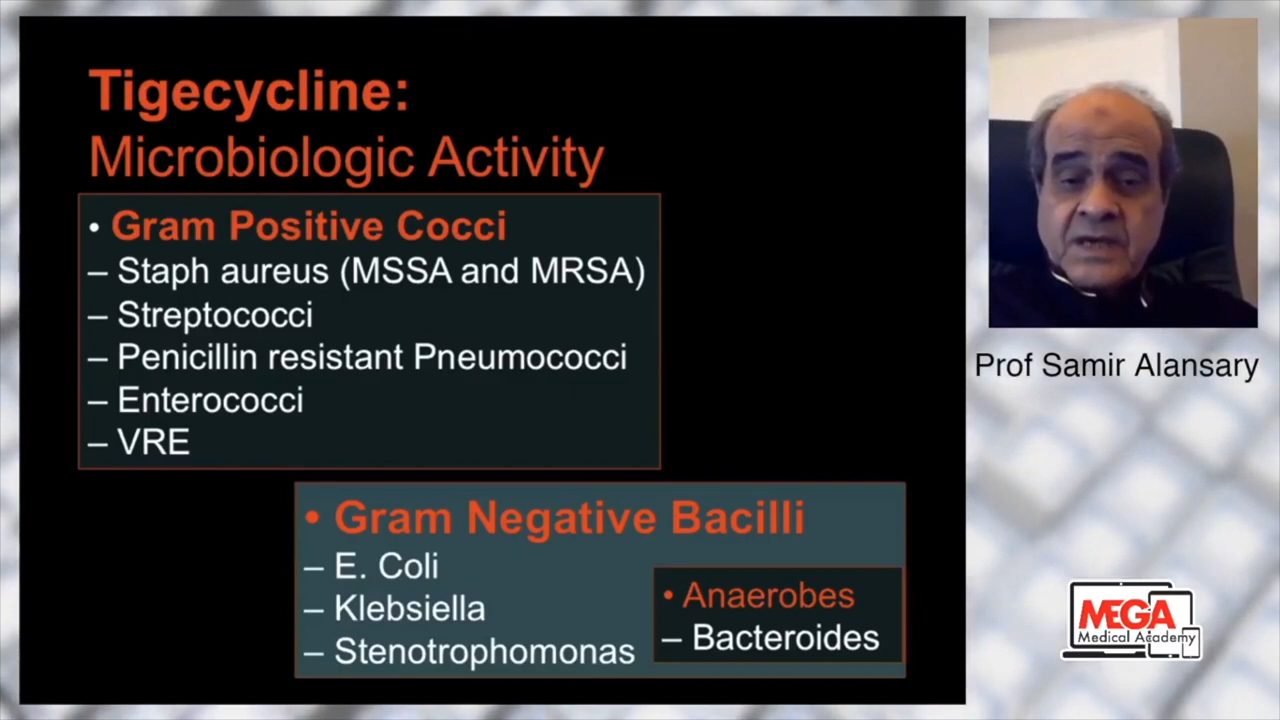 Tigecycline:
Microbiologic Activity
• Gram Positive Cocci
– Staph aureus (MSSA and MRSA)
– Streptococci
– Penicillin resistant Pneumococci
– Enterococci
– VRE
• Gram Negative Bacilli
– E. Coli
– Klebsiella
– Stenotrophomonas
• Anaerobes
– Bacteroides
Prof Samir Alansary
MEGA
Medical Academy